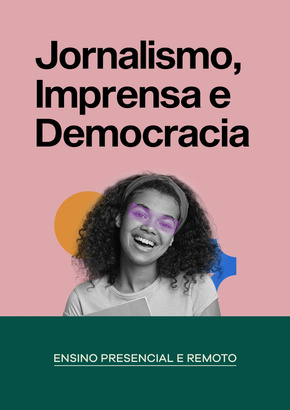 Jornalismo,
Imprensa e
Democracia
ENSINO PRESENCIAL E REMOTO